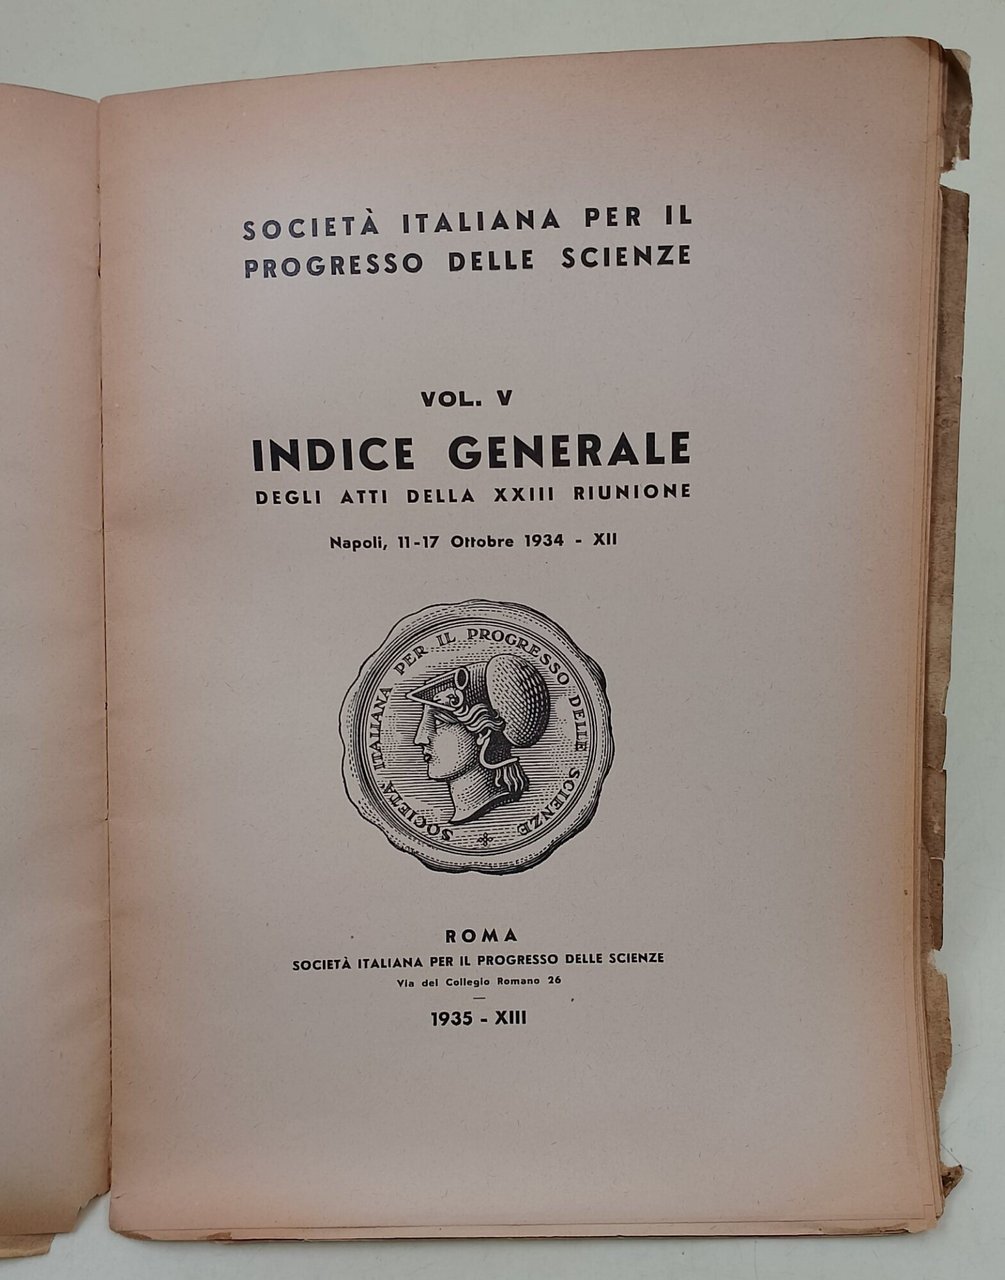 SOCIETÀ ITALIANA PER IL
PROGRESSO DELLE SCIENZE
VOL. V
INDICE GENERALE
DEGLI ATTI DELLA XXIII RIUNIONE
Napoli, 11-17 Ottobre 1934 - XII
SOCIETÀ ITALIANA PER IL PROGRESSO DELLE SCIENZE
ROMA
SOCIETÀ ITALIANA PER IL PROGRESSO DELLE SCIENZE
Via del Collegio Romano 26
1935 - XIII